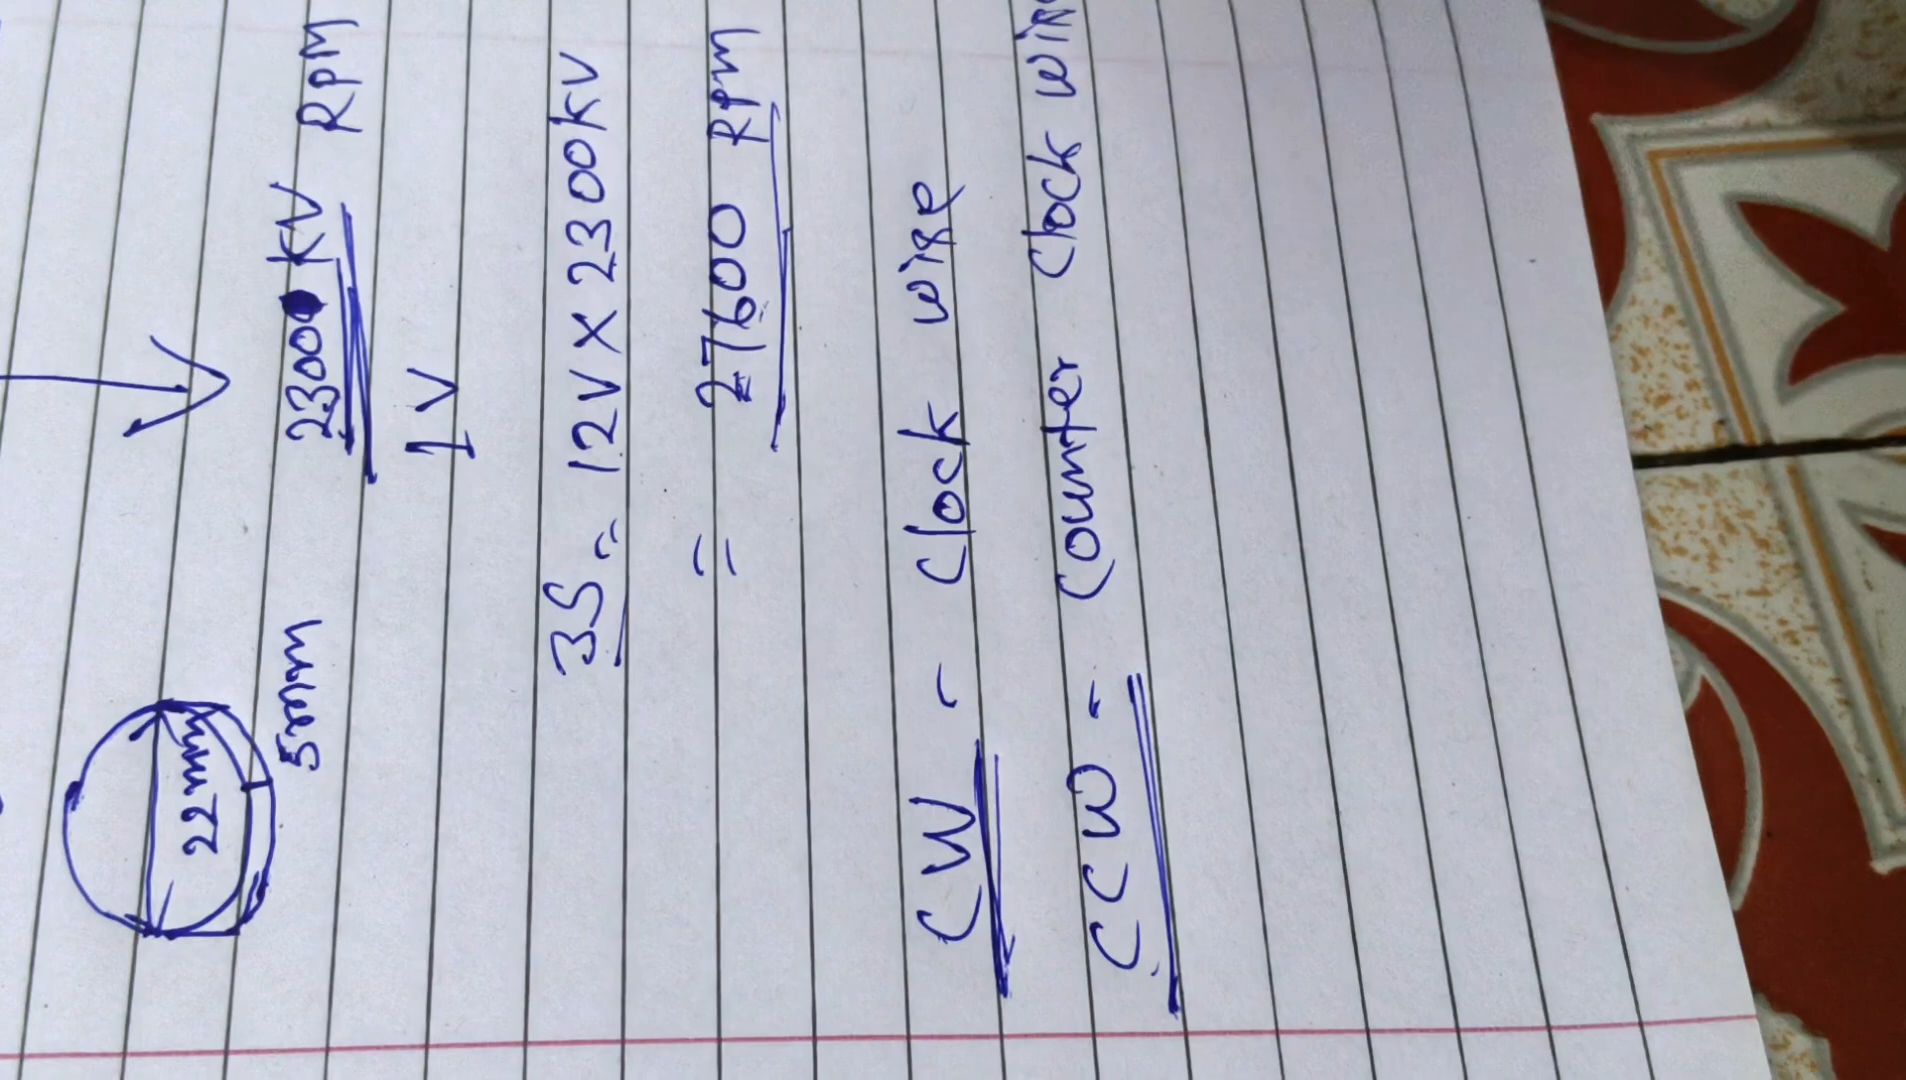 22mm
5mm
2300 KV Rpm
1V
3S = 12V X 2300kv
= 27600 Rpm
CW - Clock wise
CCW - Counter Clock wise